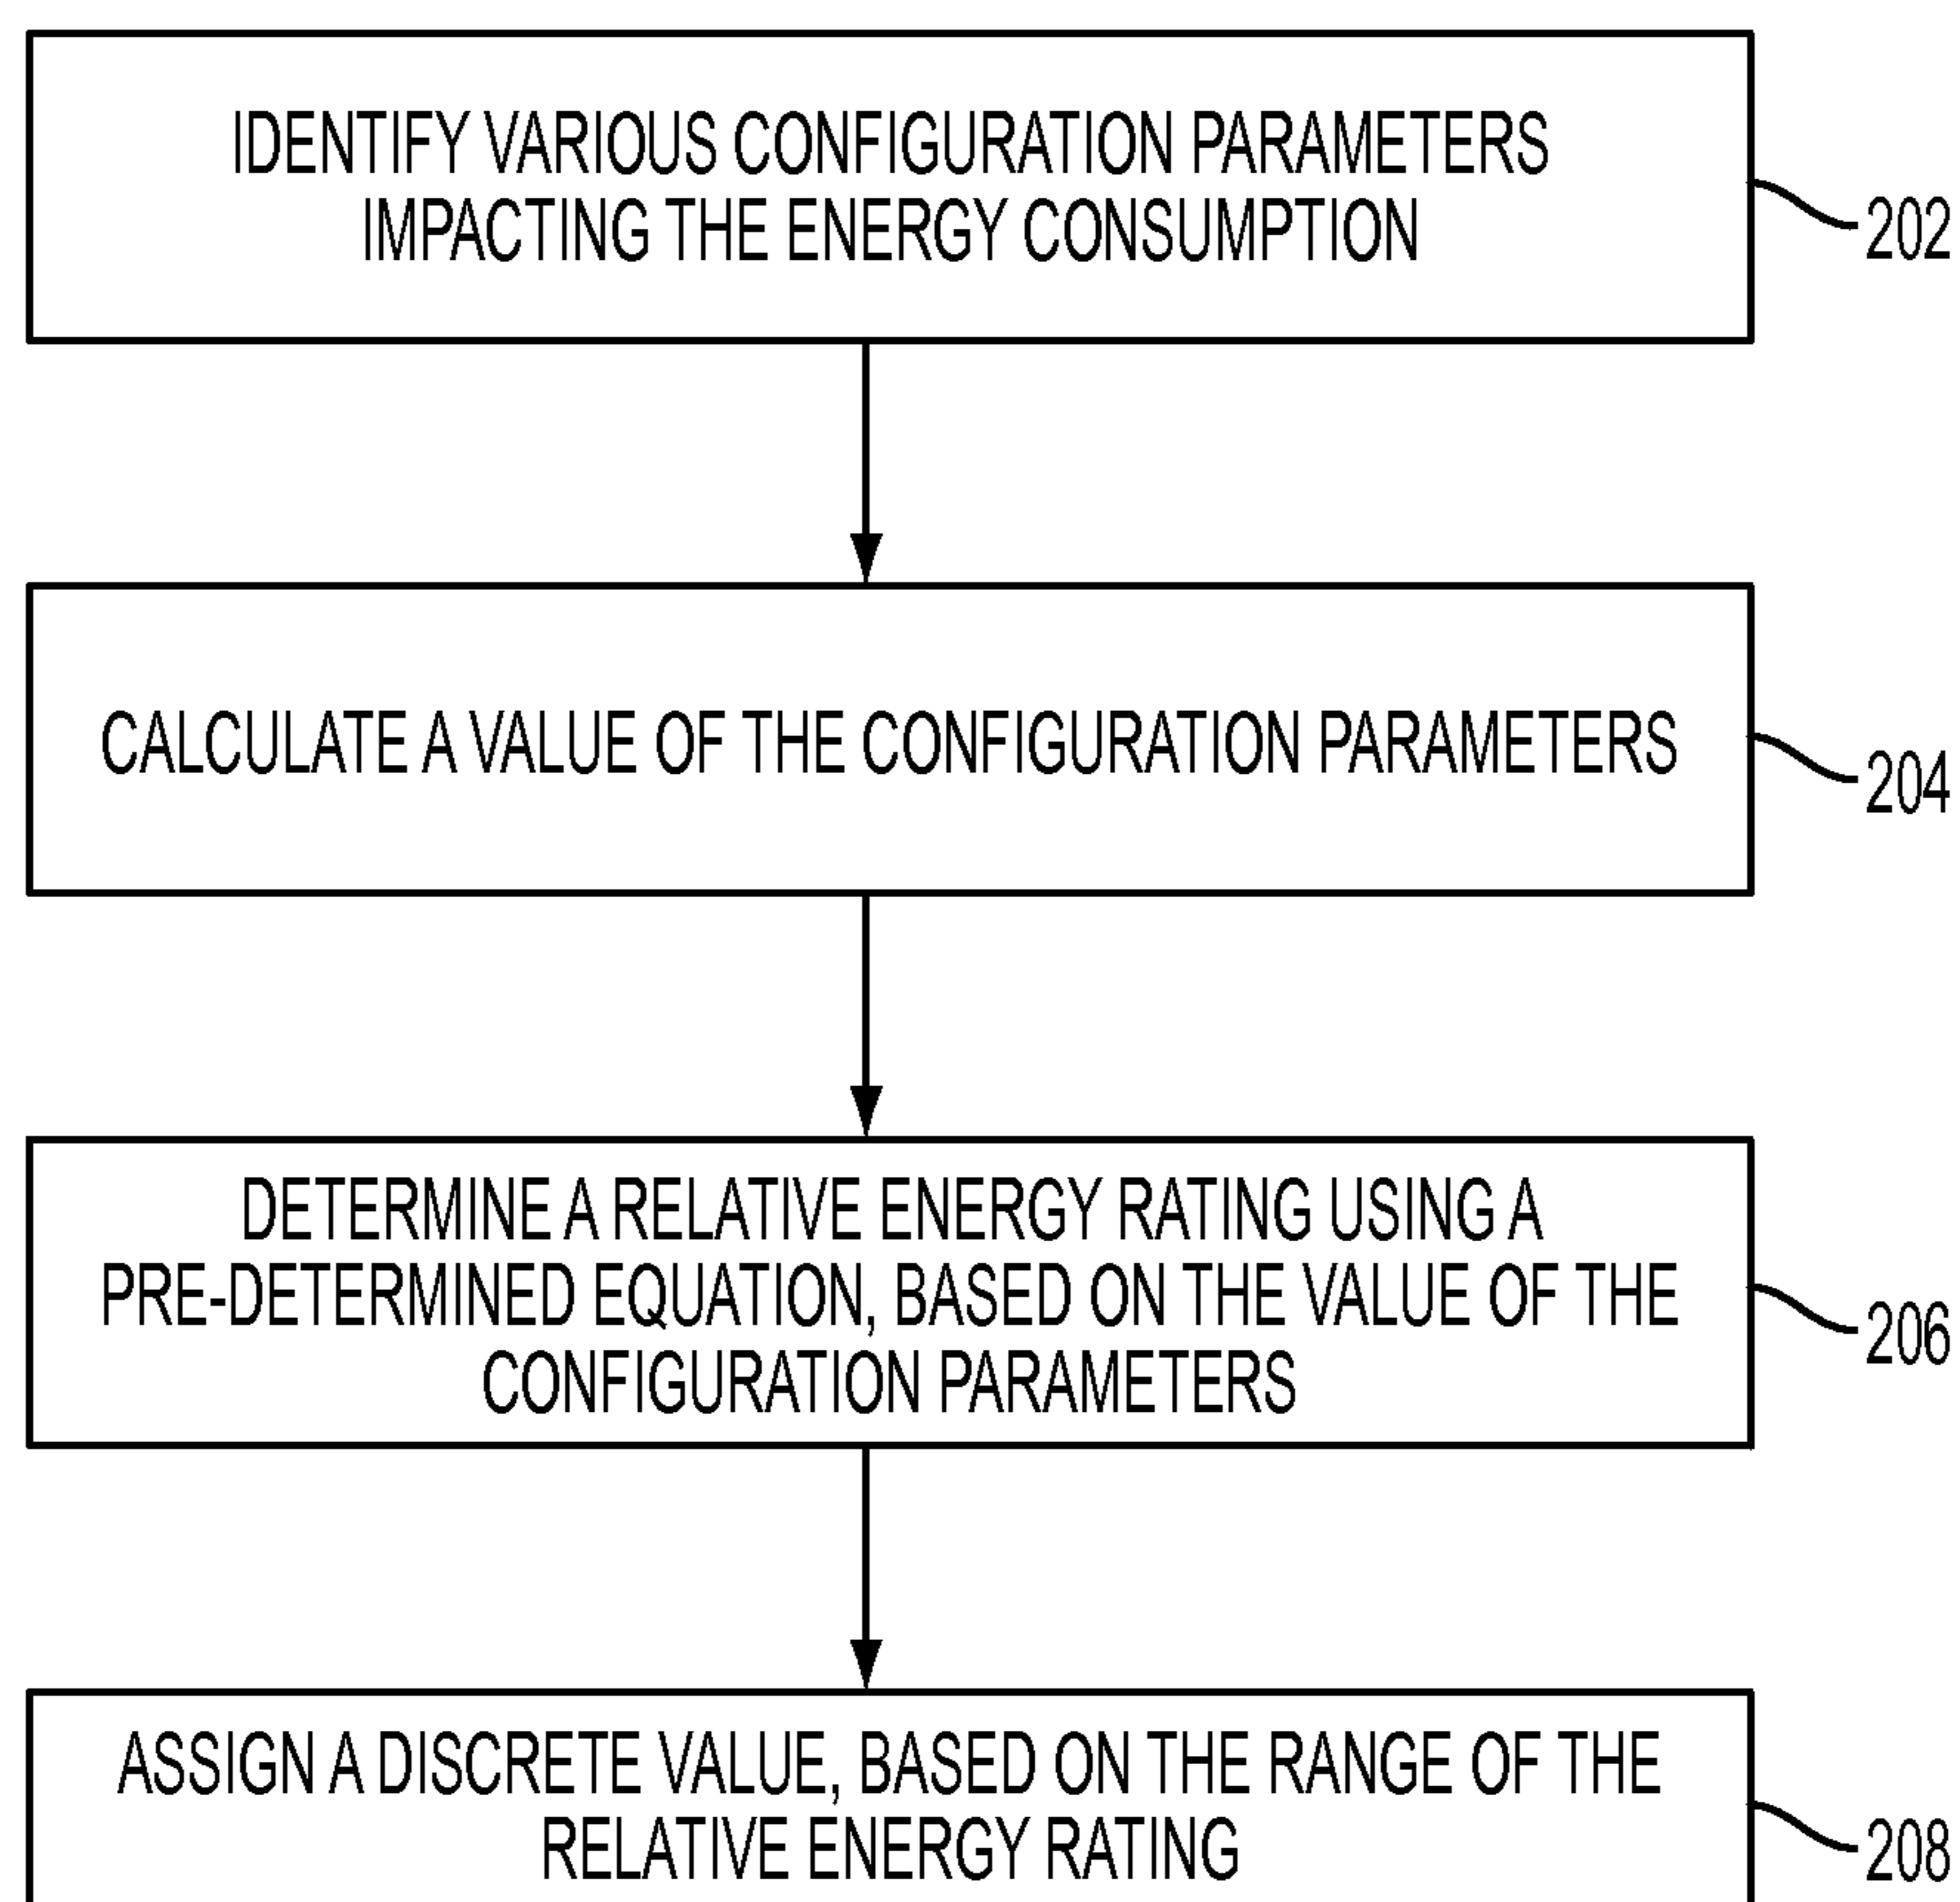 IDENTIFY VARIOUS CONFIGURATION PARAMETERS
IMPACTING THE ENERGY CONSUMPTION
202
CALCULATE A VALUE OF THE CONFIGURATION PARAMETERS
204
DETERMINE A RELATIVE ENERGY RATING USING A
PRE-DETERMINED EQUATION, BASED ON THE VALUE OF THE
CONFIGURATION PARAMETERS
206
ASSIGN A DISCRETE VALUE, BASED ON THE RANGE OF THE
RELATIVE ENERGY RATING
208